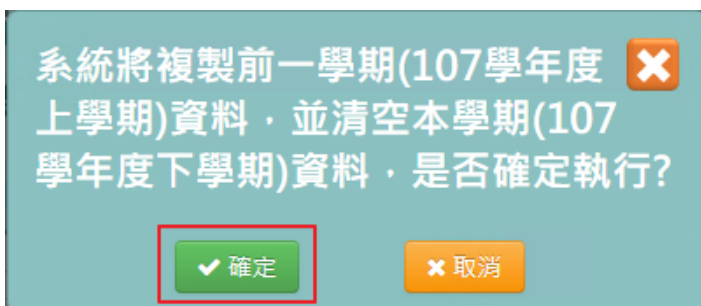 系統將複製前一學期(107學年度
上學期)資料，並清空本學期(107
學年度下學期)資料，是否確定執行?
確定
取消